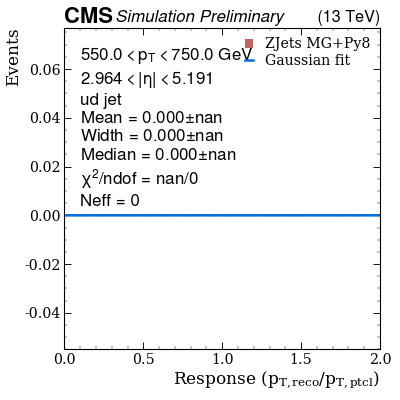 CMS Simulation Preliminary (13 TeV)
Events
550.0 < pT < 750.0 GeV
ZJets MG+Py8
Gaussian fit
2.964 < |η| < 5.191
ud jet
Mean = 0.000±nan
Width = 0.000±nan
Median = 0.000±nan
χ²/ndof = nan/0
Neff = 0
0.06
0.04
0.02
0.00
-0.02
-0.04
0.0 0.5 1.0 1.5 2.0
Response (pT,reco/pT,ptcl)